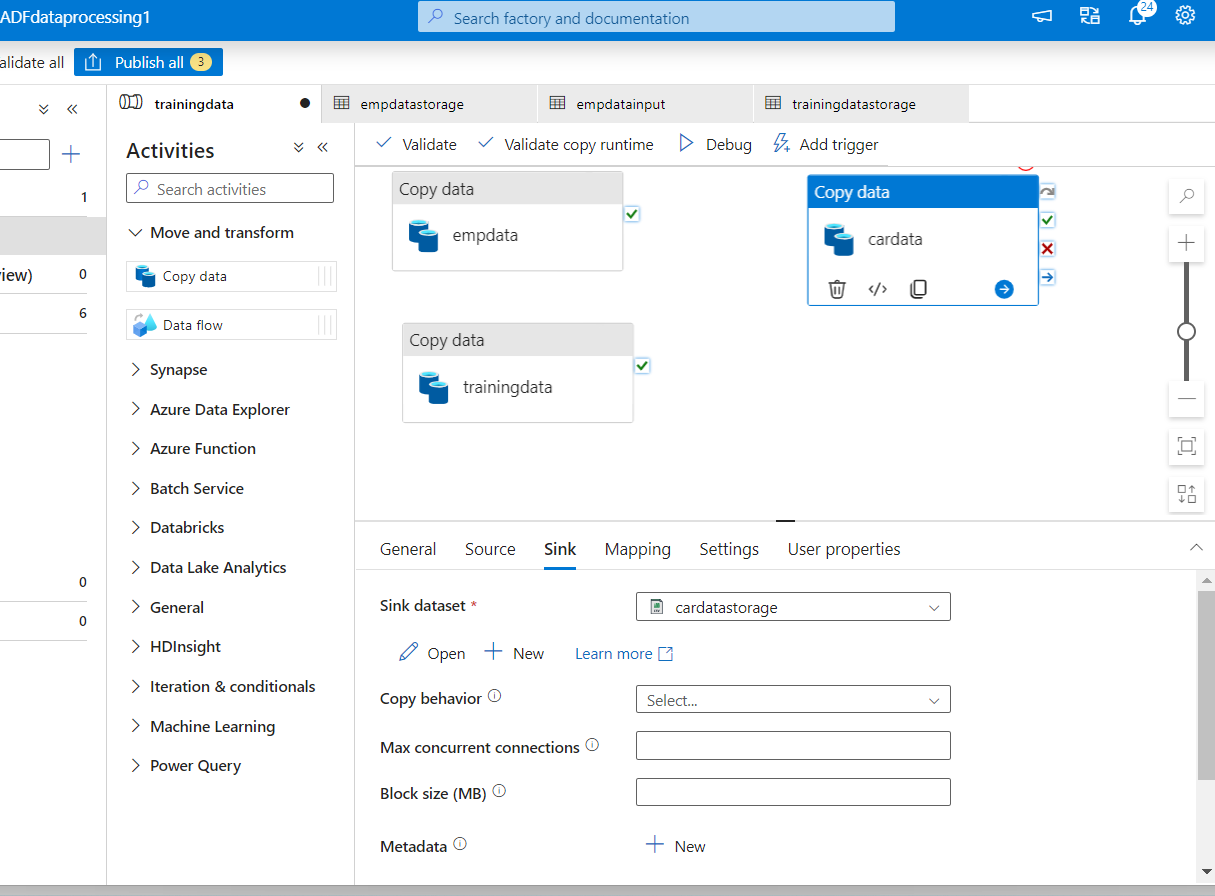 ADFdataprocessing1
Search factory and documentation
24
alidate all
Publish all
3
trainingdata
empdatastorage
empdatainput
trainingdatastorage
1
iew)
0
6
0
0
Activities
Search activities
Move and transform
Copy data
Data flow
Synapse
Azure Data Explorer
Azure Function
Batch Service
Databricks
Data Lake Analytics
General
HDInsight
Iteration & conditionals
Machine Learning
Power Query
Validate
Validate copy runtime
Debug
Add trigger
Copy data
empdata
Copy data
cardata
Copy data
trainingdata
General Source Sink Mapping Settings User properties
Sink dataset *
cardatastorage
Open
New
Learn more
Copy behavior
Select...
Max concurrent connections
Block size (MB)
Metadata
New